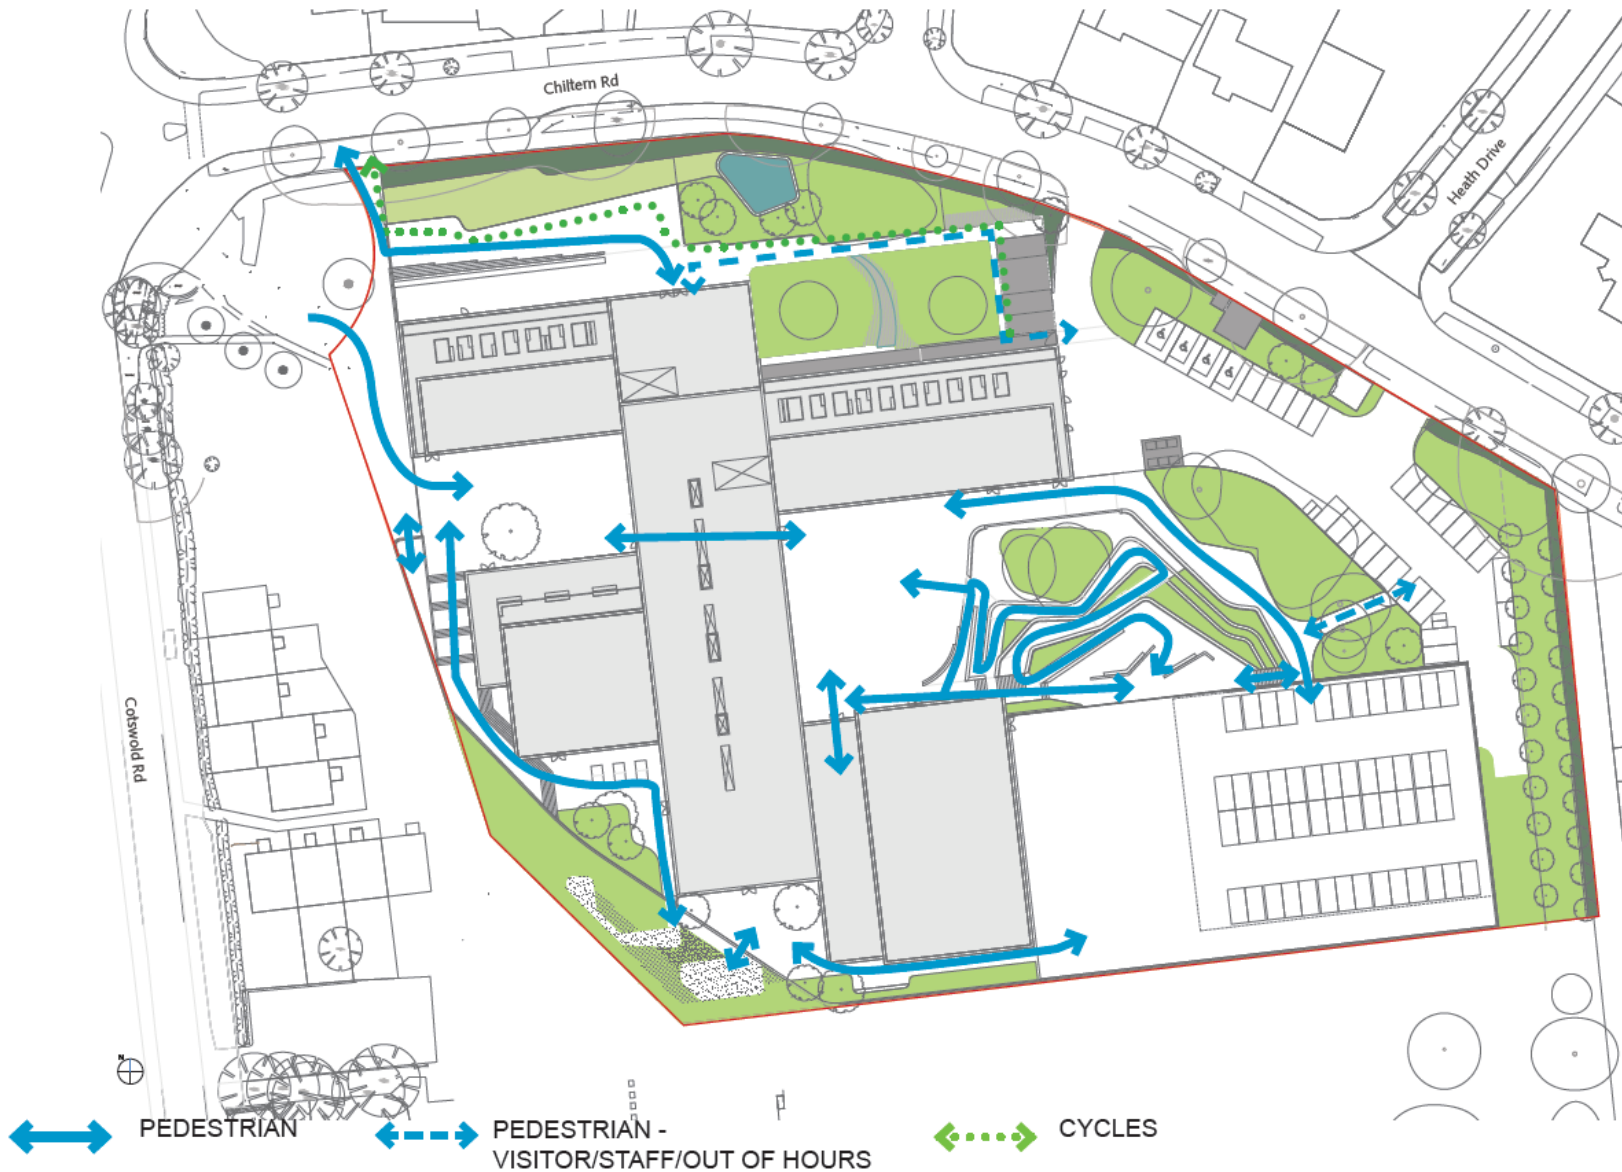 Chiltern Rd
Heath Drive
Cotswold Rd
N
PEDESTRIAN
PEDESTRIAN -
VISITOR/STAFF/OUT OF HOURS
CYCLES